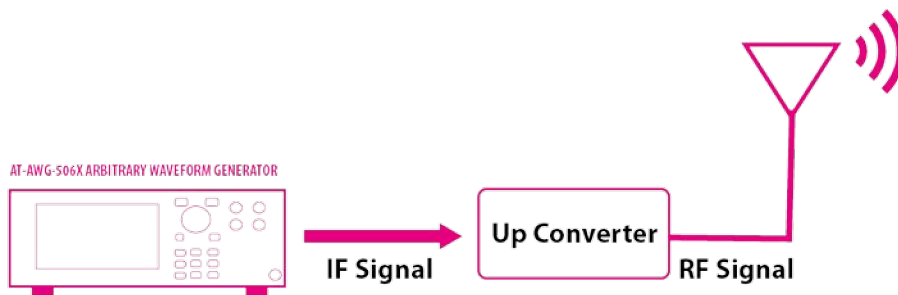 AT-AWG-506X ARBITRARY WAVEFORM GENERATOR
IF Signal
Up Converter
RF Signal